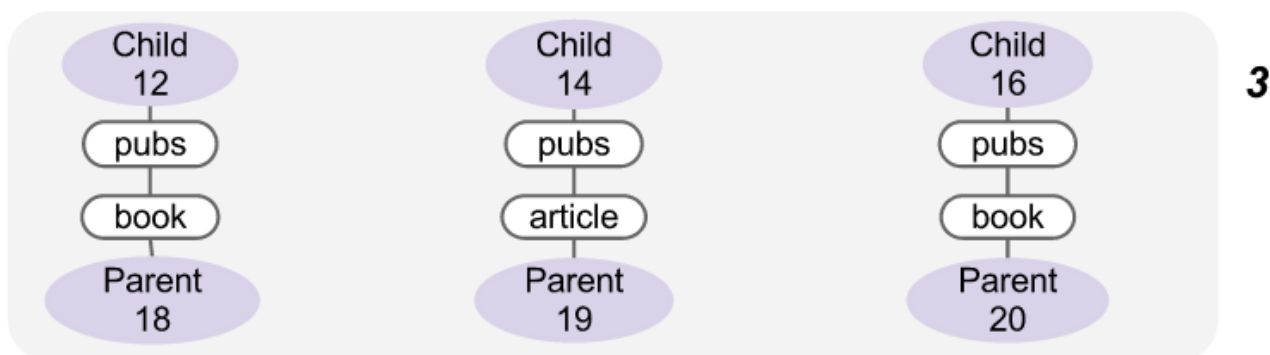 Child Child Child
12 14 16 3
pubs pubs pubs
book article book
Parent Parent Parent
18 19 20